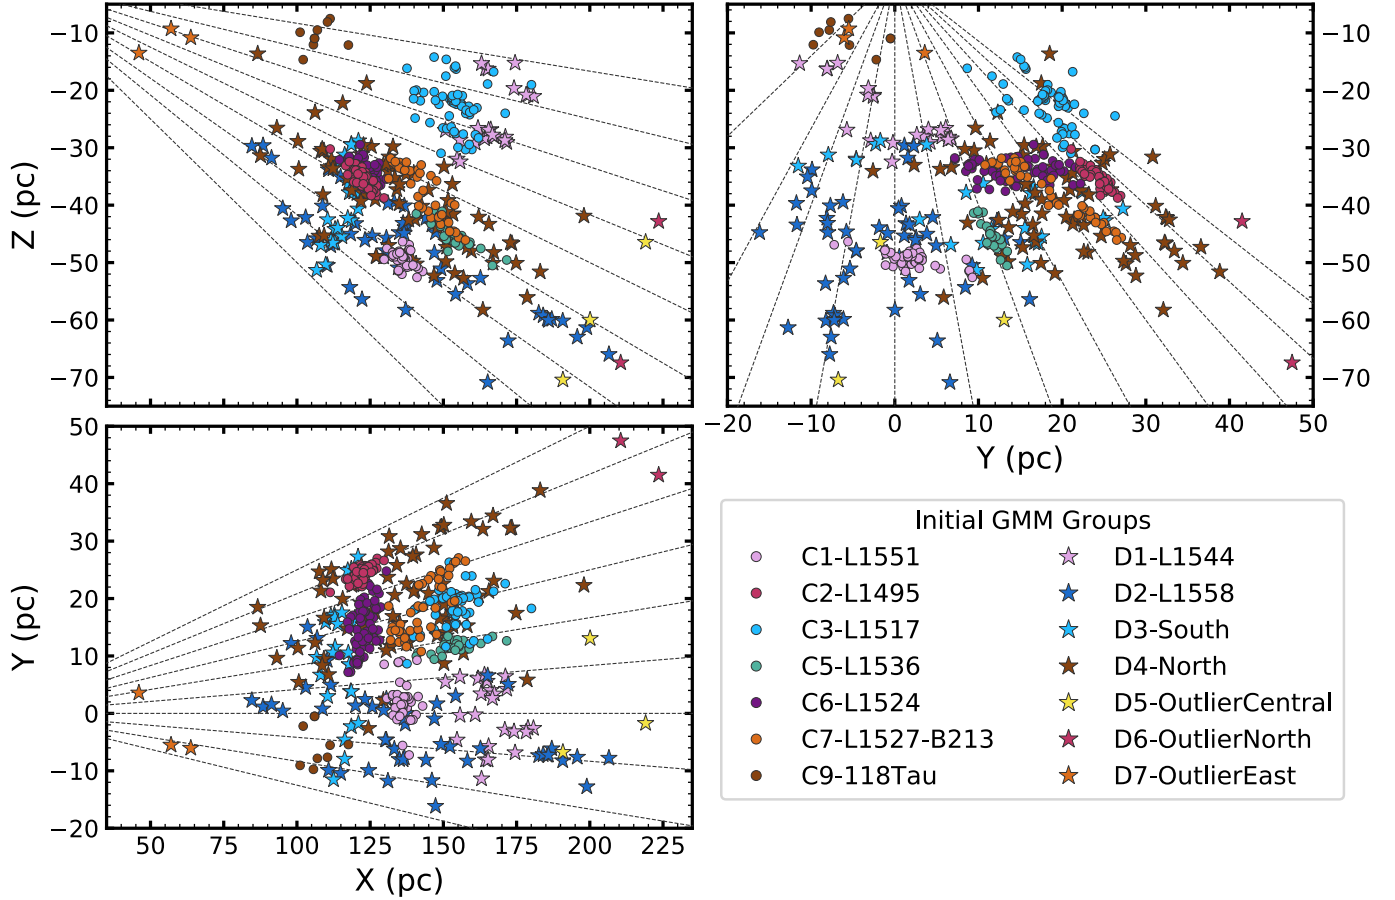 −10
−20
−30
−40
−50
−60
−70
Z (pc)
−10
−20
−30
−40
−50
−60
−70
−20
−10
0
10
20
30
40
50
Y (pc)
50
40
30
20
10
0
−10
−20
Y (pc)
50
75
100
125
150
175
200
225
X (pc)
Initial GMM Groups
C1-L1551
C2-L1495
C3-L1517
C5-L1536
C6-L1524
C7-L1527-B213
C9-118Tau
D1-L1544
D2-L1558
D3-South
D4-North
D5-OutlierCentral
D6-OutlierNorth
D7-OutlierEast